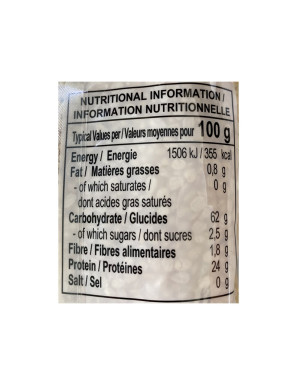 NUTRITIONAL INFORMATION /
INFORMATION NUTRITIONNELLE
Typical Values per / Valeurs moyennes pour 100 g
Energy / Energie 1506 kJ / 355 kcal
Fat / Matières grasses 0,8 g
- of which saturates / 0 g
dont acides gras saturés
Carbohydrate / Glucides 62 g
- of which sugars / dont sucres 2,5 g
Fibre / Fibres alimentaires 1,8 g
Protein / Protéines 24 g
Salt / Sel 0 g